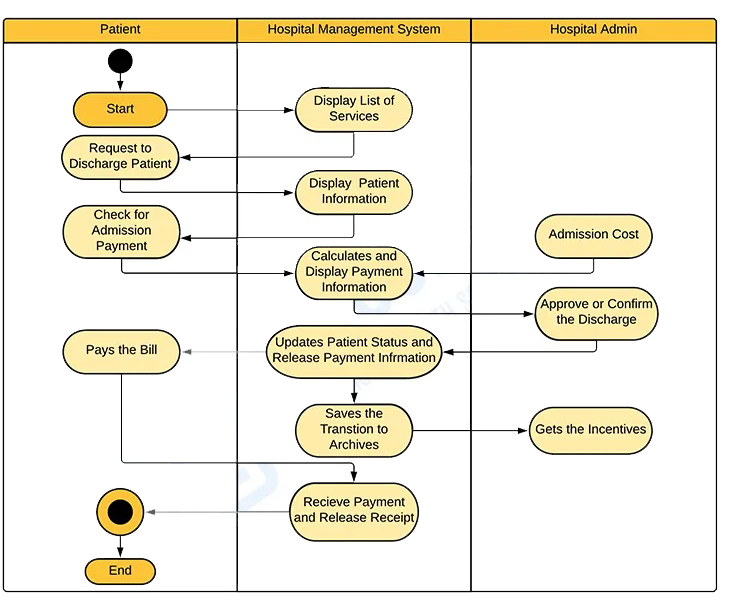 Patient
Hospital Management System
Hospital Admin
Start
Display List of
Services
Request to
Discharge Patient
Display Patient
Information
Check for
Admission
Payment
Admission Cost
Calculates and
Display Payment
Information
Approve or Confirm
the Discharge
Pays the Bill
Updates Patient Status and
Release Payment Infrmation
Saves the
Transtion to
Archives
Gets the Incentives
Recieve Payment
and Release Receipt
End